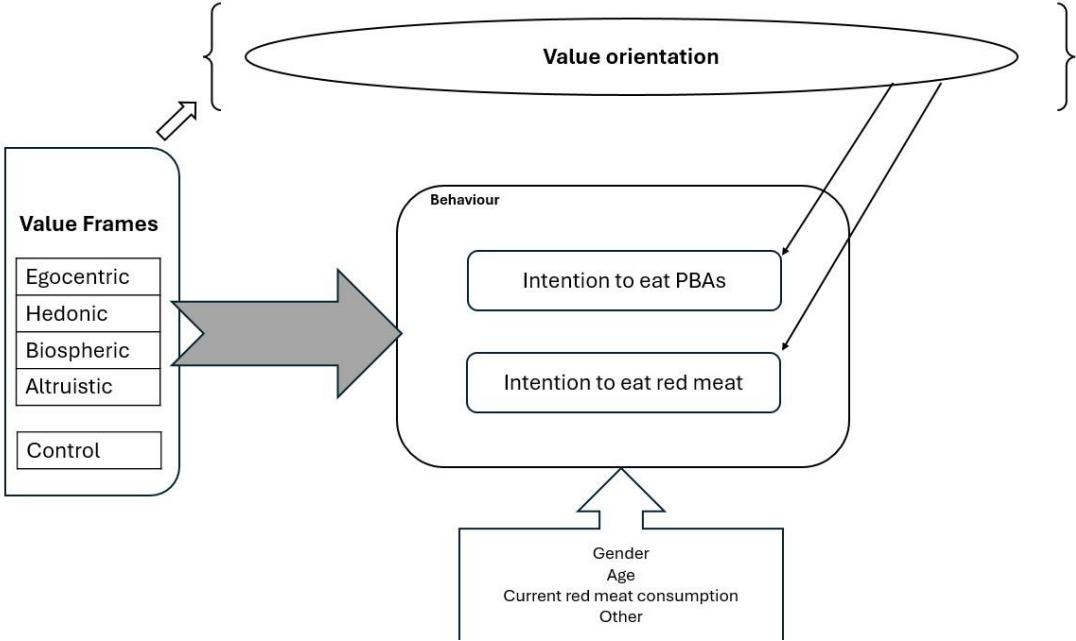 Value orientation
Value Frames
Egocentric
Hedonic
Biospheric
Altruistic
Control
Behaviour
Intention to eat PBAs
Intention to eat red meat
Gender
Age
Current red meat consumption
Other